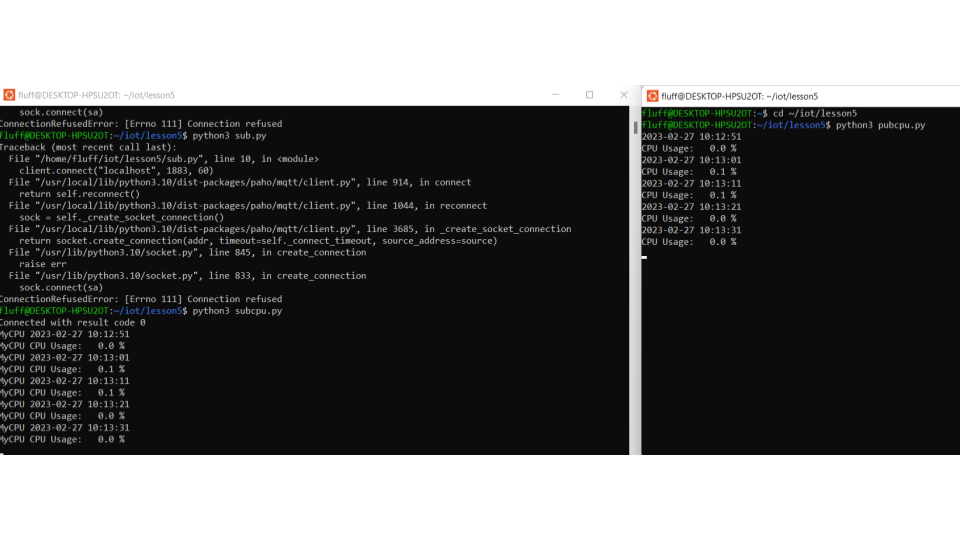 fluff@DESKTOP-HPSU2OT: ~/iot/lesson5
sock.connect(sa)
ConnectionRefusedError: [Errno 111] Connection refused
fluff@DESKTOP-HPSU2OT:~/iot/lesson5$ python3 sub.py
Traceback (most recent call last):
File "/home/fluff/iot/lesson5/sub.py", line 10, in <module>
client.connect("localhost", 1883, 60)
File "/usr/local/lib/python3.10/dist-packages/paho/mqtt/client.py", line 914, in connect
return self.reconnect()
File "/usr/local/lib/python3.10/dist-packages/paho/mqtt/client.py", line 1044, in reconnect
sock = self._create_socket_connection()
File "/usr/local/lib/python3.10/dist-packages/paho/mqtt/client.py", line 3685, in _create_socket_connection
return socket.create_connection(addr, timeout=self._connect_timeout, source_address=source)
File "/usr/lib/python3.10/socket.py", line 845, in create_connection
raise err
File "/usr/lib/python3.10/socket.py", line 833, in create_connection
sock.connect(sa)
ConnectionRefusedError: [Errno 111] Connection refused
fluff@DESKTOP-HPSU2OT:~/iot/lesson5$ python3 subcpu.py
Connected with result code 0
MyCPU 2023-02-27 10:12:51
MyCPU CPU Usage:   0.0 %
MyCPU 2023-02-27 10:13:01
MyCPU CPU Usage:   0.1 %
MyCPU 2023-02-27 10:13:11
MyCPU CPU Usage:   0.1 %
MyCPU 2023-02-27 10:13:21
MyCPU CPU Usage:   0.0 %
MyCPU 2023-02-27 10:13:31
MyCPU CPU Usage:   0.0 %
fluff@DESKTOP-HPSU2OT: ~/iot/lesson5
fluff@DESKTOP-HPSU2OT:~$ cd ~/iot/lesson5
fluff@DESKTOP-HPSU2OT:~/iot/lesson5$ python3 pubcpu.py
2023-02-27 10:12:51
CPU Usage:   0.0 %
2023-02-27 10:13:01
CPU Usage:   0.1 %
2023-02-27 10:13:11
CPU Usage:   0.1 %
2023-02-27 10:13:21
CPU Usage:   0.0 %
2023-02-27 10:13:31
CPU Usage:   0.0 %